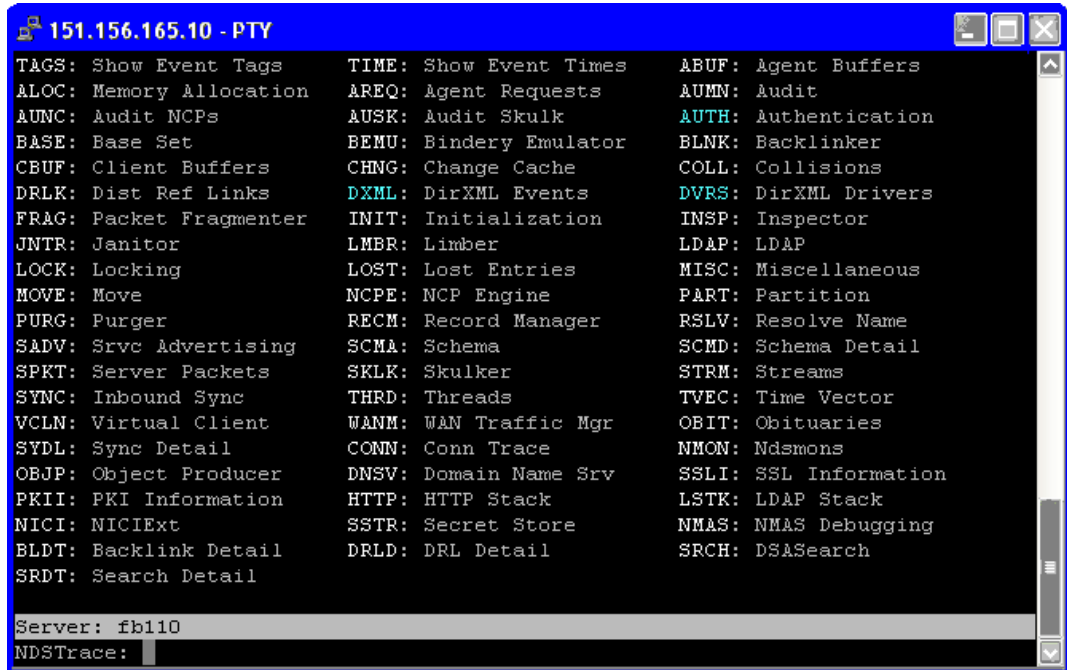 151.156.165.10 - PTY
TAGS: Show Event Tags TIME: Show Event Times ABUF: Agent Buffers
ALOC: Memory Allocation AREQ: Agent Requests AUMN: Audit
AUNC: Audit NCPs AUSK: Audit Skulk AUTH: Authentication
BASE: Base Set BEMU: Bindery Emulator BLNK: Backlinker
CBUF: Client Buffers CHNG: Change Cache COLL: Collisions
DRLK: Dist Ref Links DXML: DirXML Events DVRS: DirXML Drivers
FRAG: Packet Fragmenter INIT: Initialization INSP: Inspector
JNTR: Janitor LMBR: Limber LDAP: LDAP
LOCK: Locking LOST: Lost Entries MISC: Miscellaneous
MOVE: Move NCPE: NCP Engine PART: Partition
PURG: Purger RECM: Record Manager RSLV: Resolve Name
SADV: Srvc Advertising SCMA: Schema SCMD: Schema Detail
SPKT: Server Packets SKLK: Skulker STRM: Streams
SYNC: Inbound Sync THRD: Threads TVEC: Time Vector
VCLN: Virtual Client WANM: WAN Traffic Mgr OBIT: Obituaries
SYDL: Sync Detail CONN: Conn Trace NMON: Ndsmons
OBJP: Object Producer DNSV: Domain Name Srv SSLI: SSL Information
PKII: PKI Information HTTP: HTTP Stack LSTK: LDAP Stack
NICI: NICIExt SSTR: Secret Store NMAS: NMAS Debugging
BLDT: Backlink Detail DRLD: DRL Detail SRCH: DSASearch
SRDT: Search Detail
Server: fb110
NDSTrace: